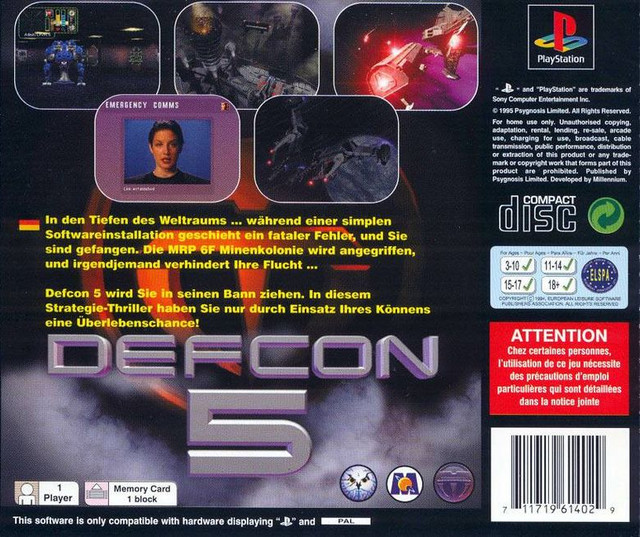 EMERGENCY COMMS
PlayStation
" " and "PlayStation" are trademarks of
Sony Computer Entertainment Inc.
© 1995 Psygnosis Limited. All Rights Reserved.
For home use only. Unauthorised copying,
adaptation, rental, lending, re-sale, arcade
use, charging for use, broadcast, cable
transmission, public performance, distribution
or extraction of this product or any trade-
mark or copyright work that forms part of this
product are prohibited. Published by
Psygnosis Limited. Developed by Millennium.
COMPACT
disc
In den Tiefen des Weltraums ... während einer simplen
Softwareinstallation geschieht ein fataler Fehler, und Sie
sind gefangen. Die MRP 6F Minenkolonie wird angegriffen,
und irgendjemand verhindert Ihre Flucht ...
Defcon 5 wird Sie in seinen Bann ziehen. In diesem
Strategie-Thriller haben Sie nur durch Einsatz Ihres Könnens
eine Überlebenschance!
3-10 11-14
15-17 18+
ELSPA
ATTENTION
Chez certaines personnes,
l'utilisation de ce jeu nécessite
des précautions d'emploi
particulières qui sont détaillées
dans la notice jointe
DEFCON
5
1
Player
Memory Card
1 block
7 11719 61402 9
This software is only compatible with hardware displaying " " and PAL